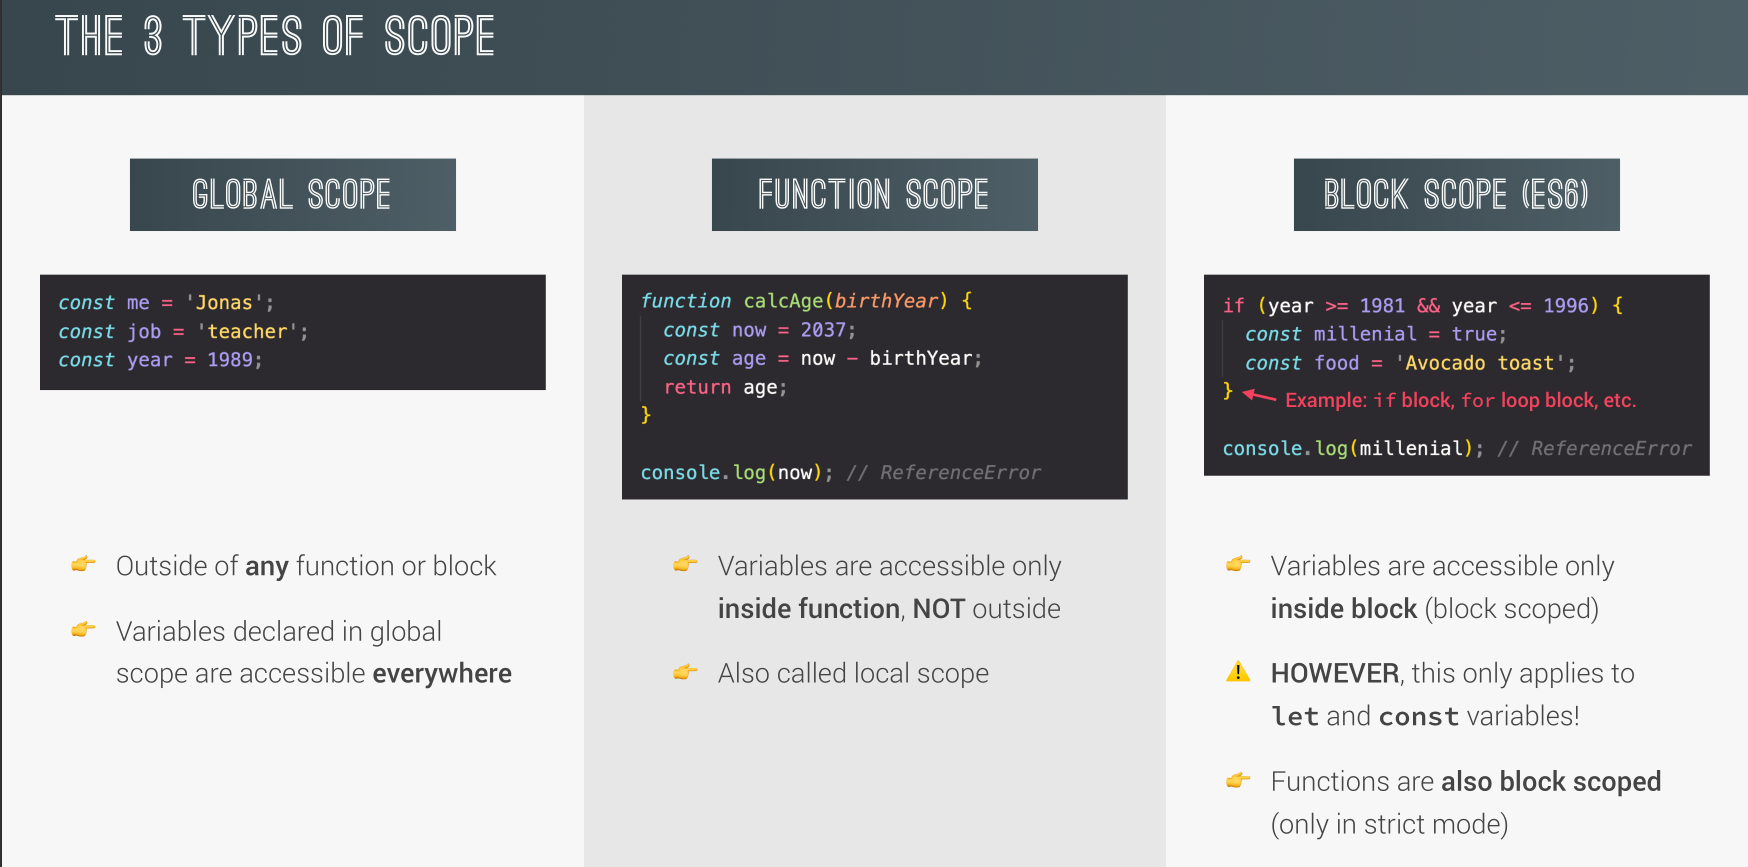 THE 3 TYPES OF SCOPE
GLOBAL SCOPE
const me = 'Jonas';
const job = 'teacher';
const year = 1989;
👉 Outside of any function or block
👉 Variables declared in global
scope are accessible everywhere
FUNCTION SCOPE
function calcAge(birthYear) {
  const now = 2037;
  const age = now − birthYear;
  return age;
}
console.log(now); // ReferenceError
👉 Variables are accessible only
inside function, NOT outside
👉 Also called local scope
BLOCK SCOPE (ES6)
if (year >= 1981 && year <= 1996) {
  const millenial = true;
  const food = 'Avocado toast';
}
Example: if block, for loop block, etc.
console.log(millenial); // ReferenceError
👉 Variables are accessible only
inside block (block scoped)
⚠️ HOWEVER, this only applies to
let and const variables!
👉 Functions are also block scoped
(only in strict mode)